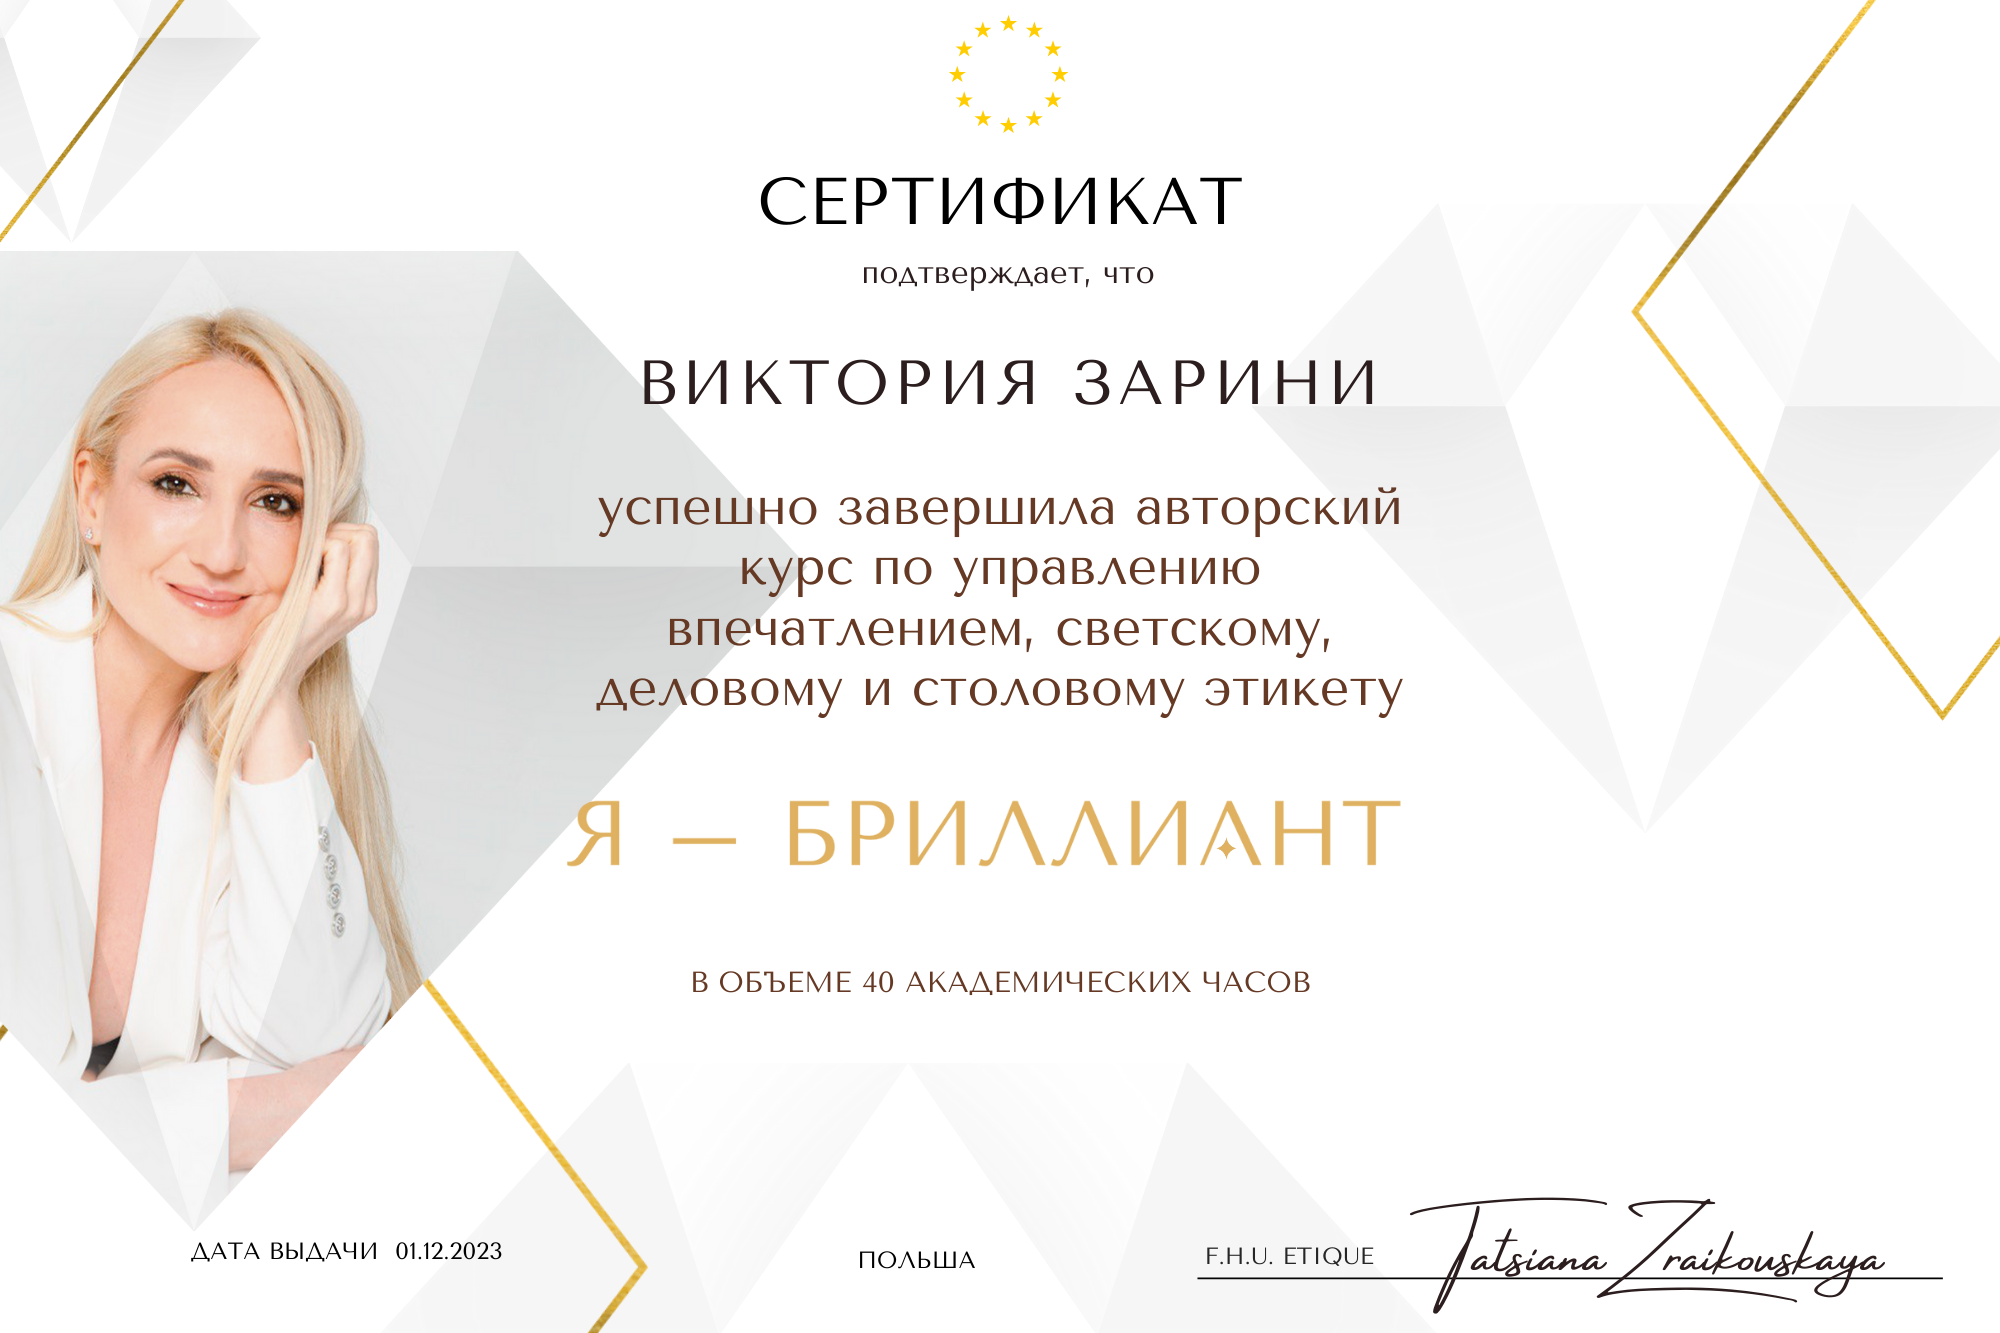 СЕРТИФИКАТ
подтверждает, что
ВИКТОРИЯ ЗАРИНИ
успешно завершила авторский
курс по управлению
впечатлением, светскому,
деловому и столовому этикету
Я – БРИЛЛИАНТ
В ОБЪЕМЕ 40 АКАДЕМИЧЕСКИХ ЧАСОВ
ДАТА ВЫДАЧИ 01.12.2023
ПОЛЬША
F.H.U. ETIQUE Tatsiana Zraikouskaya